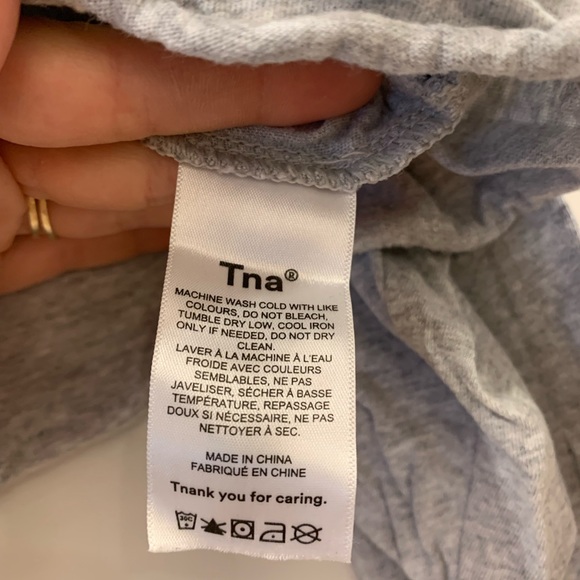 Tna®
MACHINE WASH COLD WITH LIKE
COLOURS, DO NOT BLEACH,
TUMBLE DRY LOW, COOL IRON
ONLY IF NEEDED, DO NOT DRY
CLEAN.
LAVER À LA MACHINE À L'EAU
FROIDE AVEC COULEURS
SEMBLABLES, NE PAS
JAVELISER, SÉCHER À BASSE
TEMPÉRATURE, REPASSAGE
DOUX SI NÉCESSAIRE, NE PAS
NETTOYER À SEC.
MADE IN CHINA
FABRIQUÉ EN CHINE
Tnank you for caring.
30C